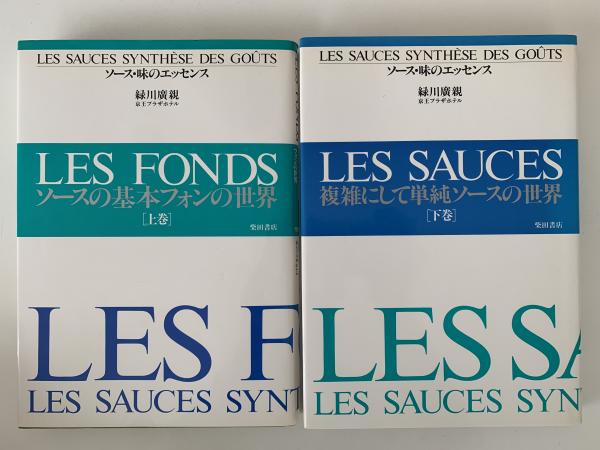 LES SAUCES SYNTHÈSE DES GOÛTS
ソース・味のエッセンス
緑川廣親
京王プラザホテル
LES FONDS
ソースの基本フォンの世界
[上巻]
柴田書店
LES F
LES SAUCES SYNT
LES SAUCES SYNTHÈSE DES GOÛTS
ソース・味のエッセンス
緑川廣親
京王プラザホテル
LES SAUCES
複雑にして単純ソースの世界
[下巻]
柴田書店
LES SA
LES SAUCES SYN